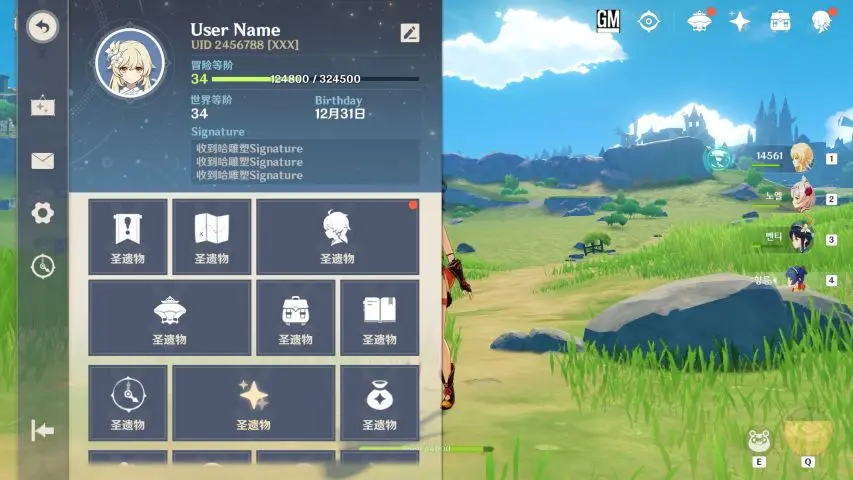 User Name
UID 2456788 [XXX]
冒险等阶
34
124800 / 324500
世界等阶
Birthday
34
12月31日
Signature
收到哈雕塑Signature
收到哈雕塑Signature
收到哈雕塑Signature
圣遗物
圣遗物
圣遗物
圣遗物
圣遗物
圣遗物
圣遗物
圣遗物
圣遗物
GM
14561
1
노엘
2
벤티
3
4
E
Q